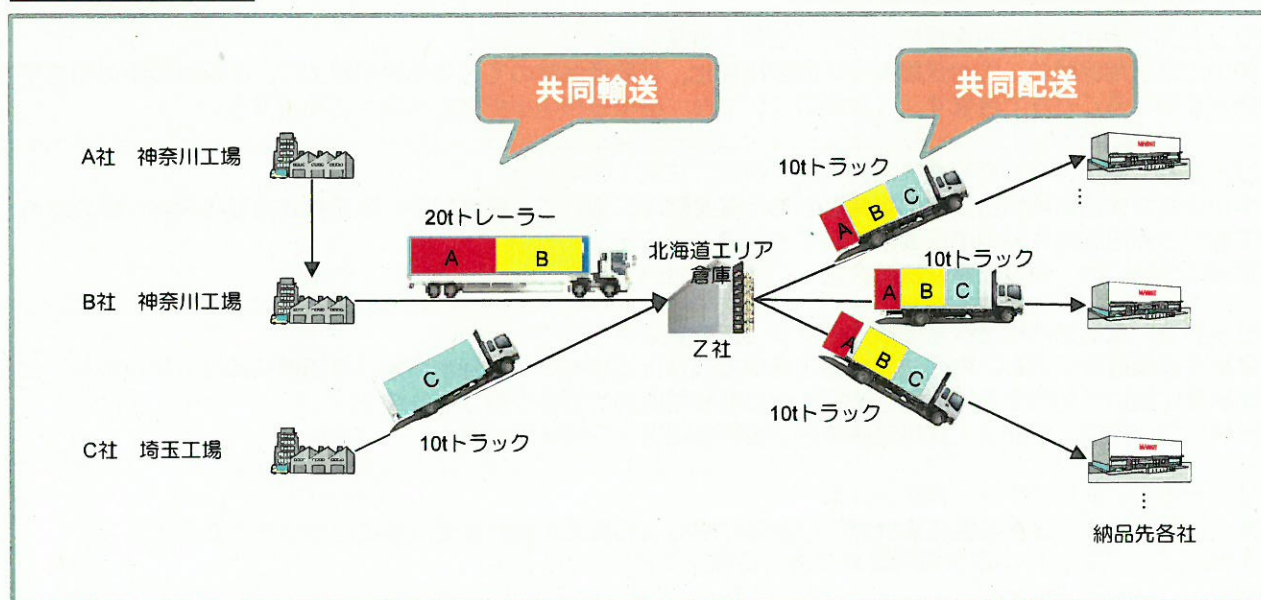 共同輸送
共同配送
A社 神奈川工場
10tトラック
MARKET
⋮
20tトレーラー
A
B
C
A B
北海道エリア
倉庫
10tトラック
B社 神奈川工場
A B C
Z社
C
A
B
C
10tトラック
10tトラック
C社 埼玉工場
⋮
納品先各社